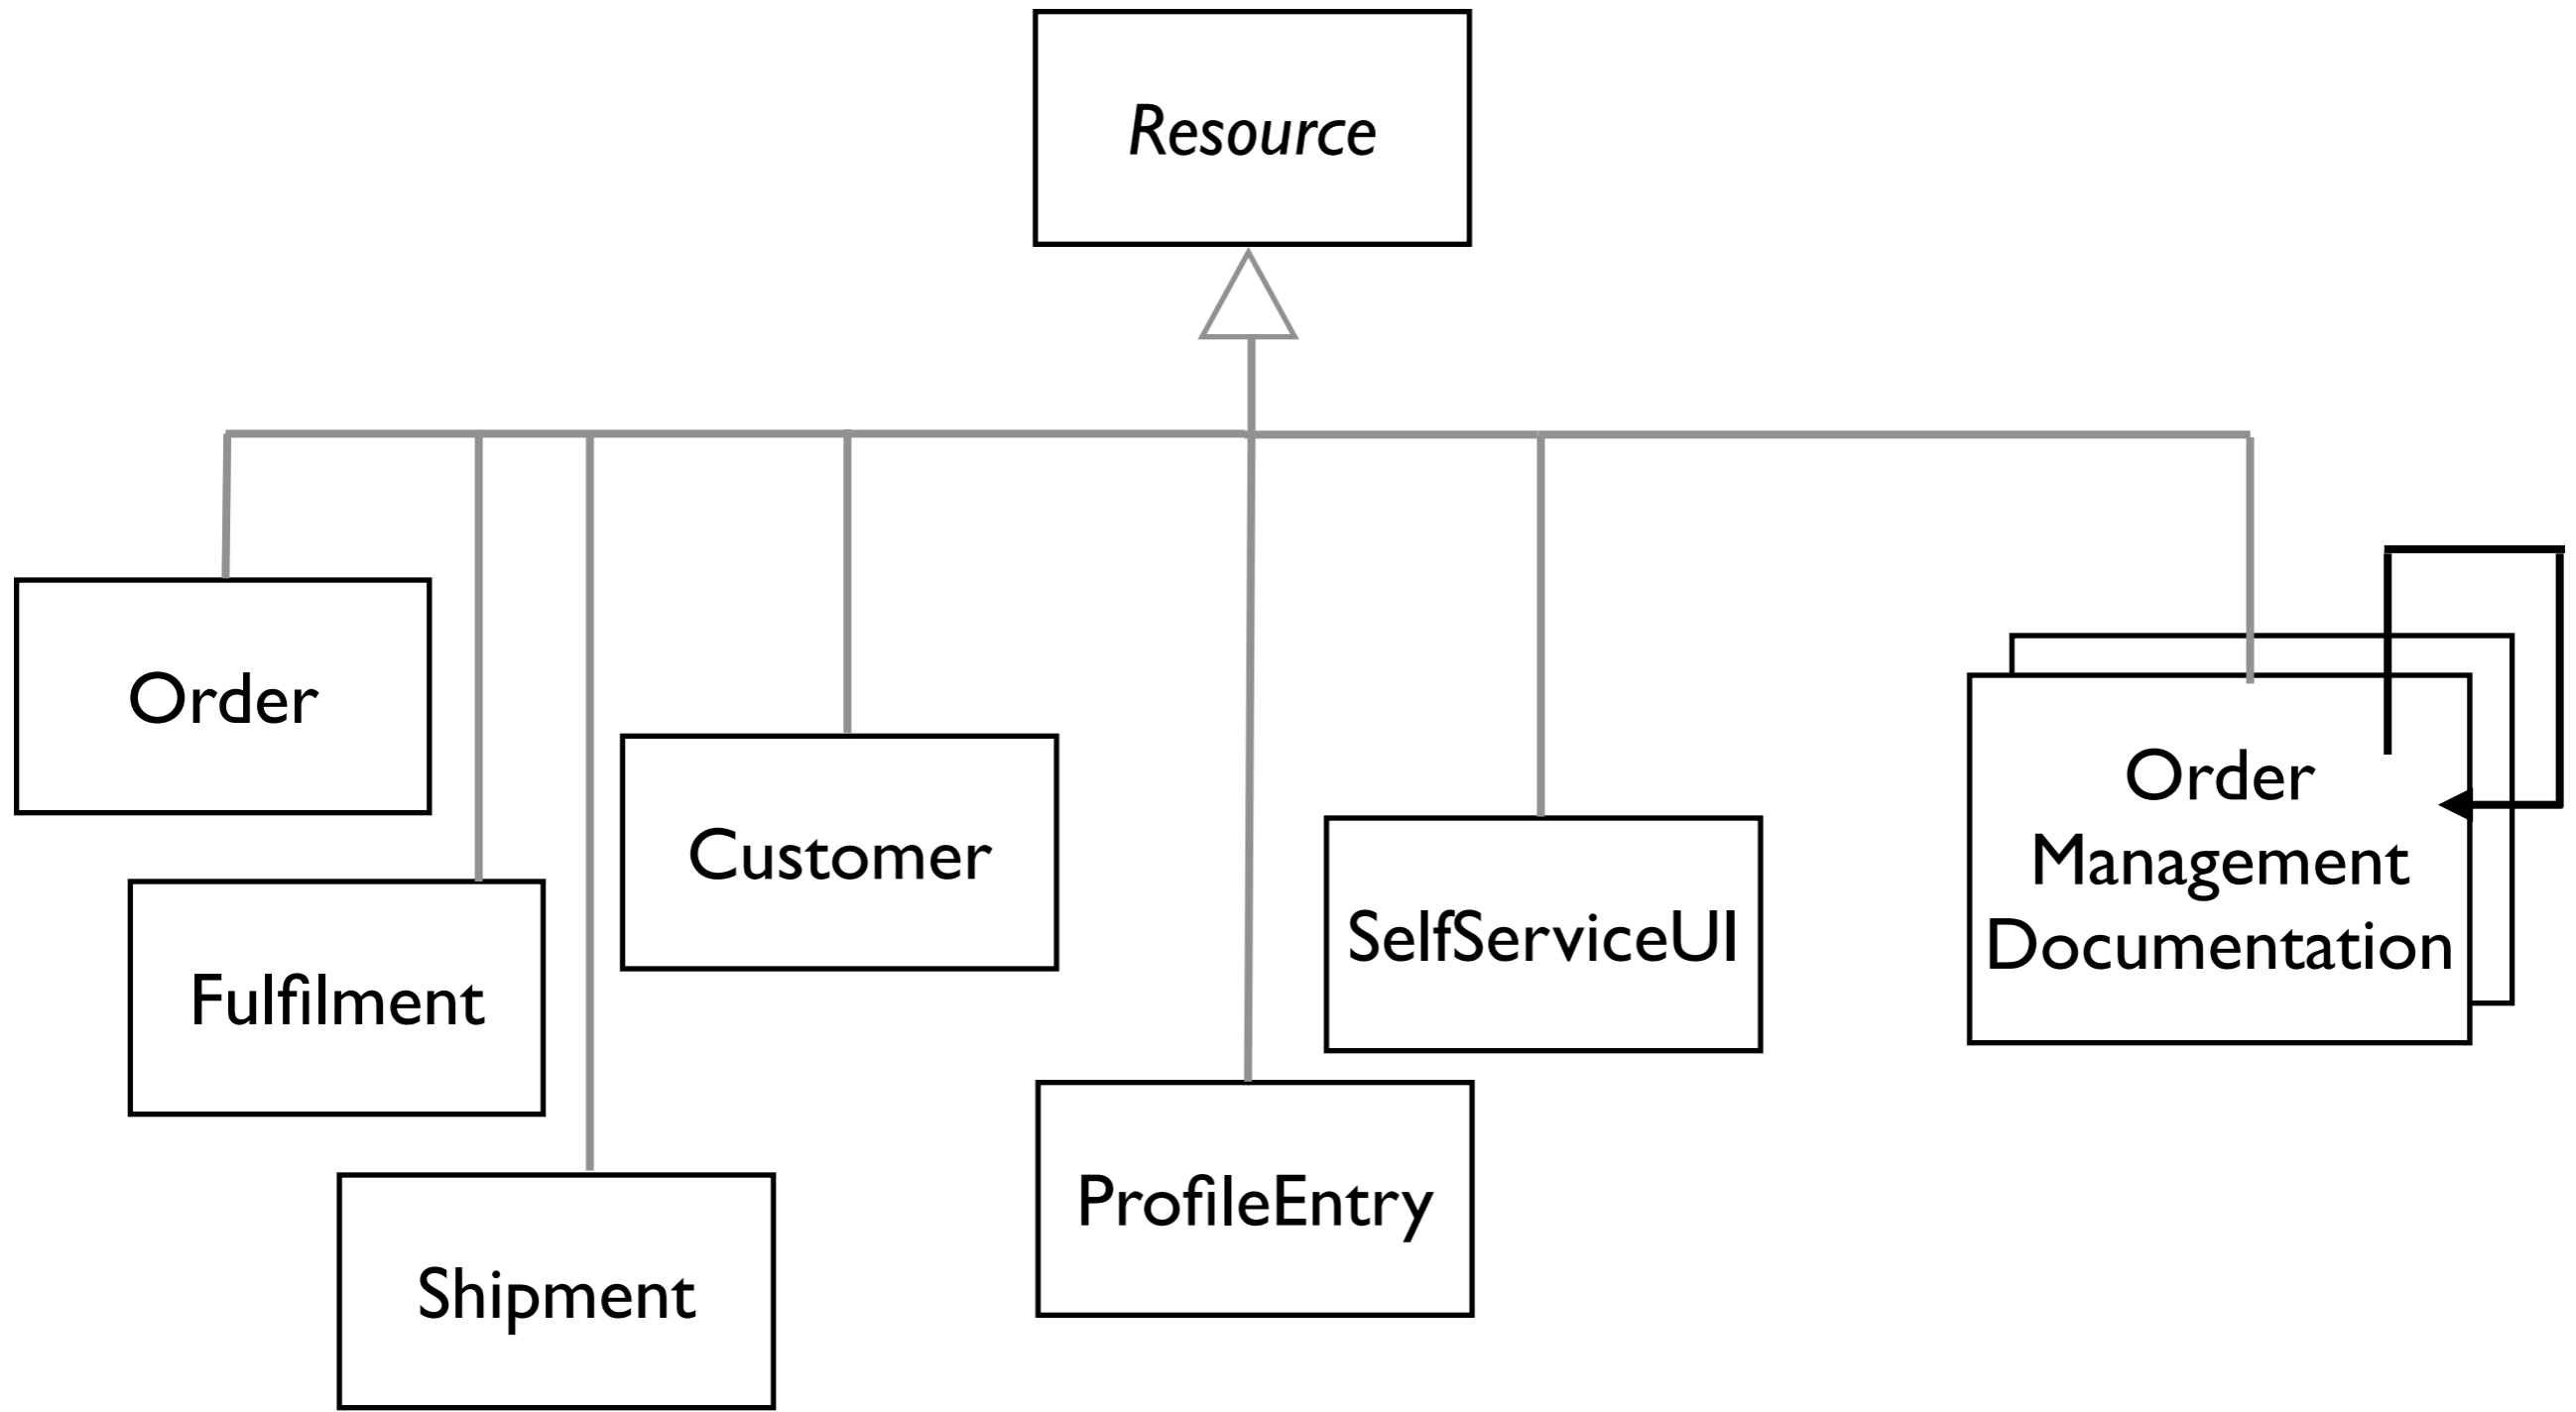 Resource
Order
Fulfilment
Shipment
Customer
ProfileEntry
SelfServiceUI
Order
Management
Documentation